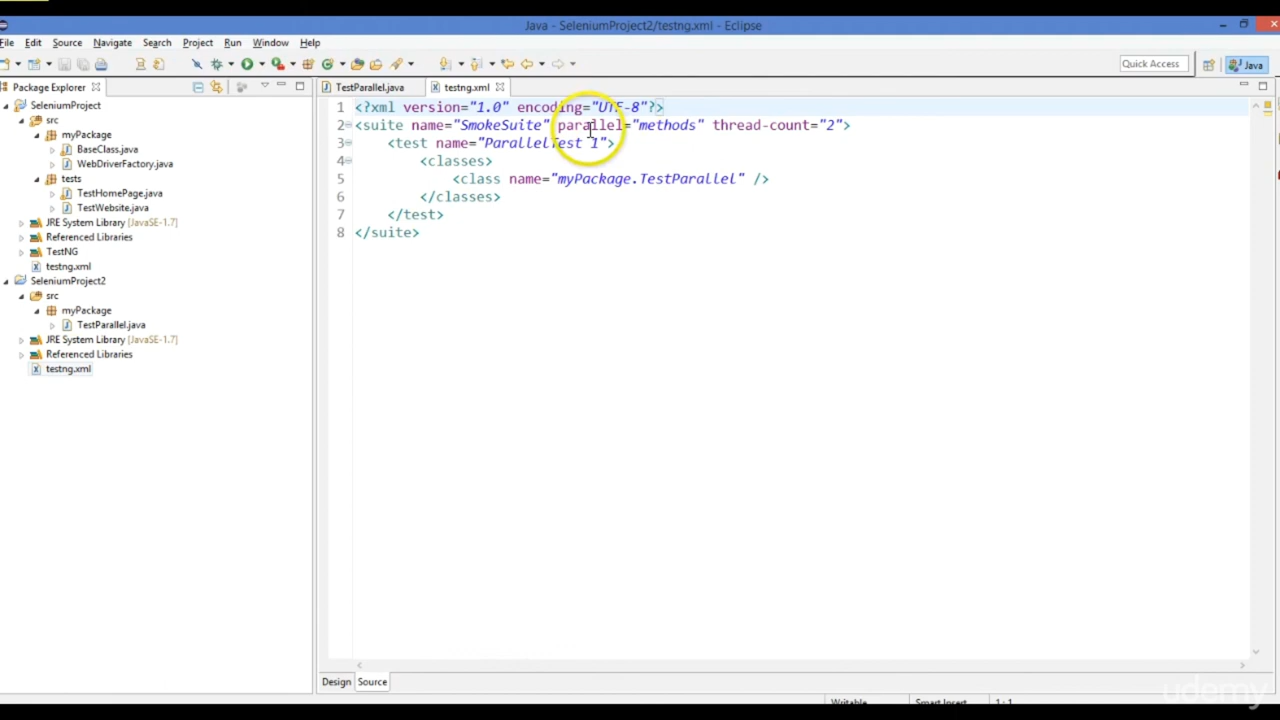 Java - SeleniumProject2/testng.xml - Eclipse
File Edit Source Navigate Search Project Run Window Help
Quick Access
Java
Package Explorer
TestParallel.java
testng.xml
SeleniumProject
src
myPackage
BaseClass.java
WebDriverFactory.java
tests
TestHomePage.java
TestWebsite.java
JRE System Library [JavaSE-1.7]
Referenced Libraries
TestNG
testng.xml
SeleniumProject2
src
myPackage
TestParallel.java
JRE System Library [JavaSE-1.7]
Referenced Libraries
testng.xml
1 <?xml version="1.0" encoding="UTF-8"?>
2 <suite name="SmokeSuite" parallel="methods" thread-count="2">
3 <test name="ParallelTest 1">
4 <classes>
5 <class name="myPackage.TestParallel" />
6 </classes>
7 </test>
8 </suite>
Design Source
Writable Smart Insert 1 : 1
udemy